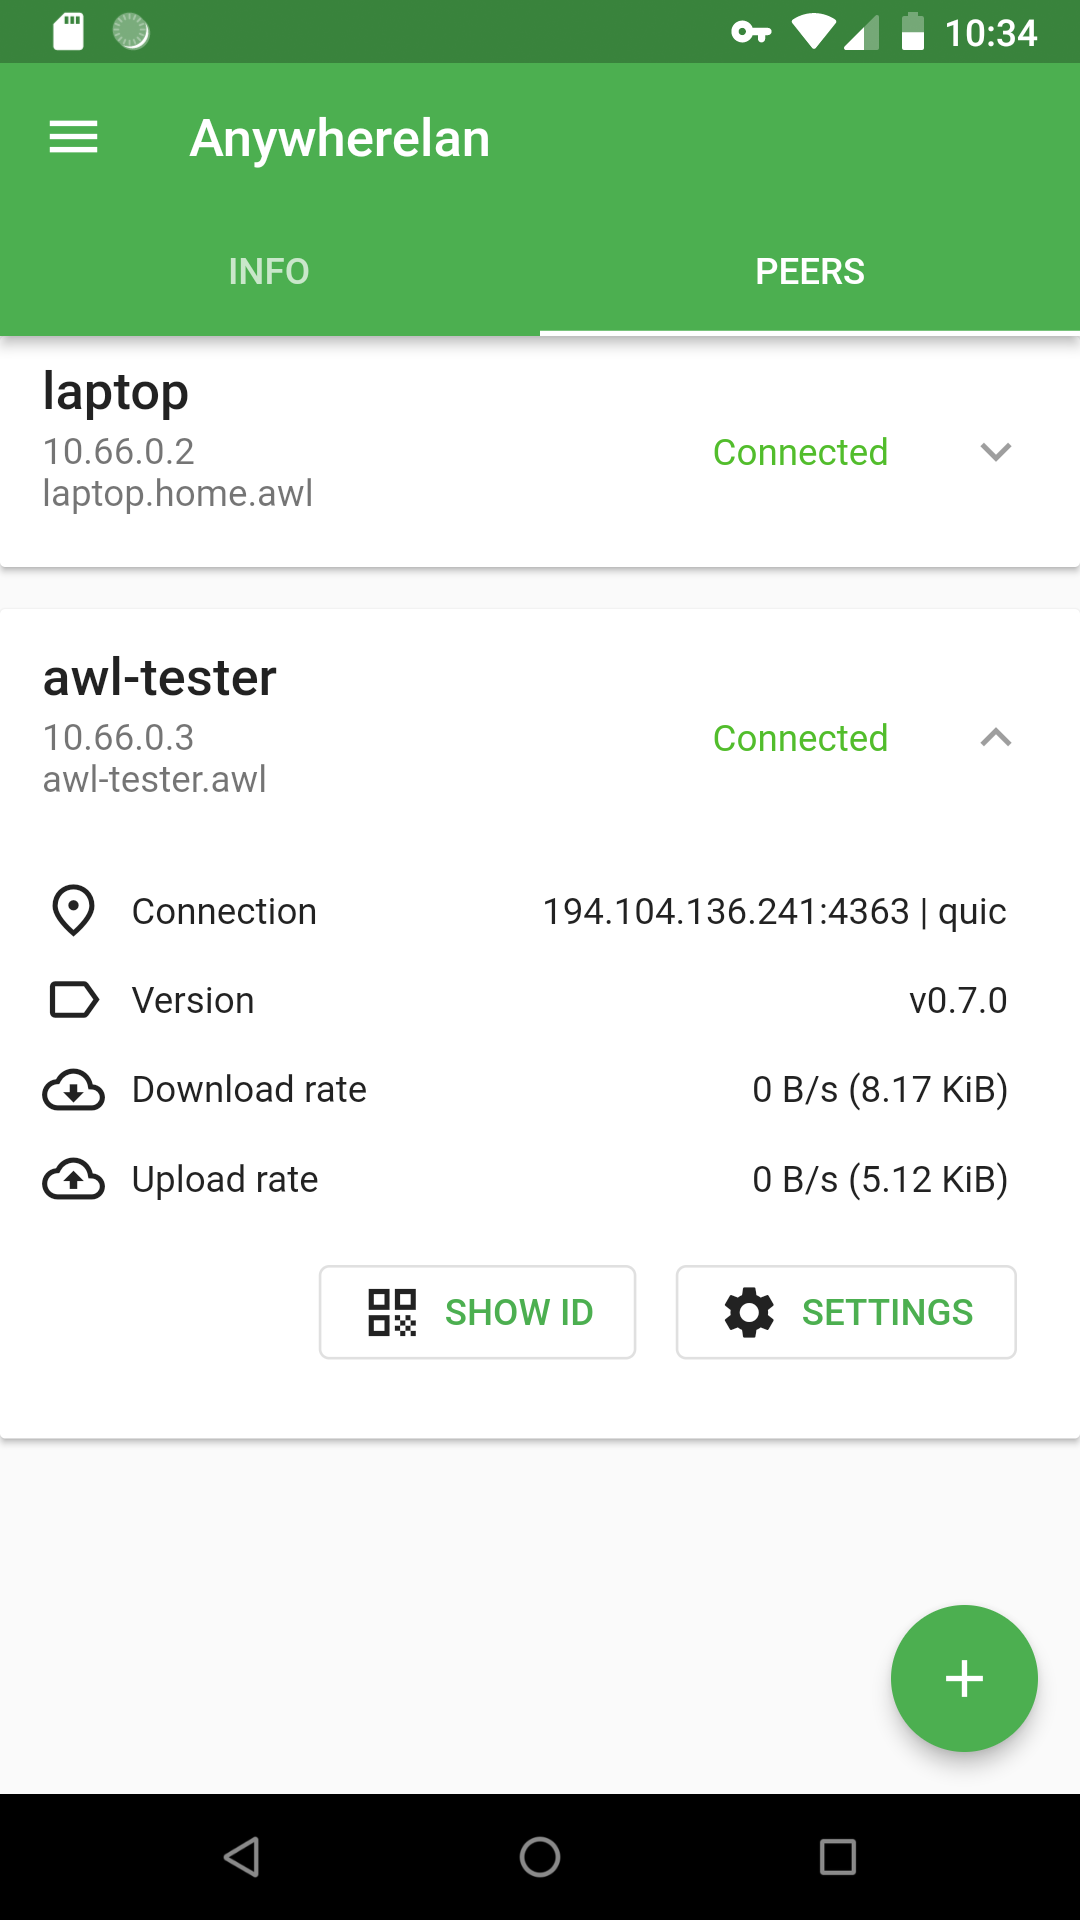 10:34
Anywherelan
INFO
PEERS
laptop
10.66.0.2
laptop.home.awl
Connected
awl-tester
10.66.0.3
awl-tester.awl
Connected
Connection 194.104.136.241:4363 | quic
Version v0.7.0
Download rate 0 B/s (8.17 KiB)
Upload rate 0 B/s (5.12 KiB)
SHOW ID
SETTINGS